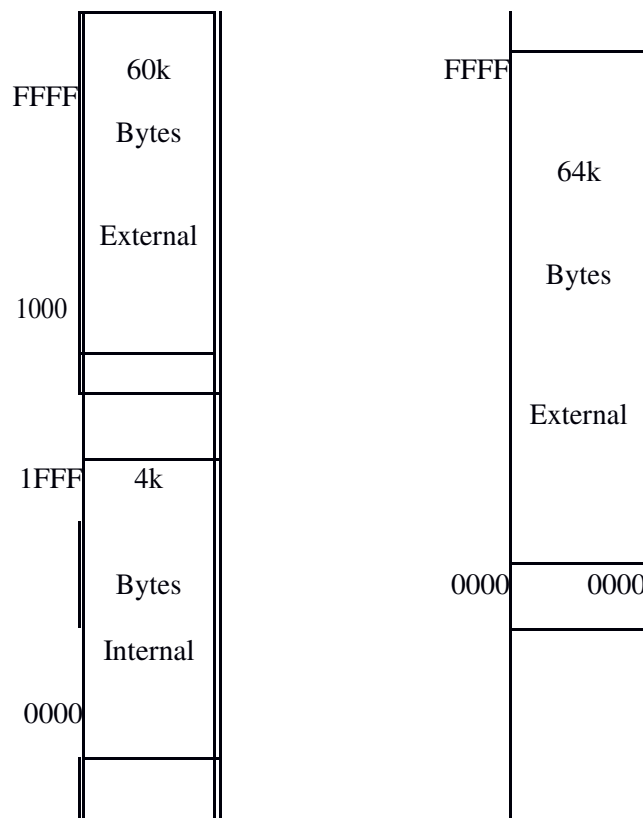 60k
FFFF
Bytes
External
1000
1FFF 4k
Bytes
Internal
0000
FFFF
64k
Bytes
External
0000 0000